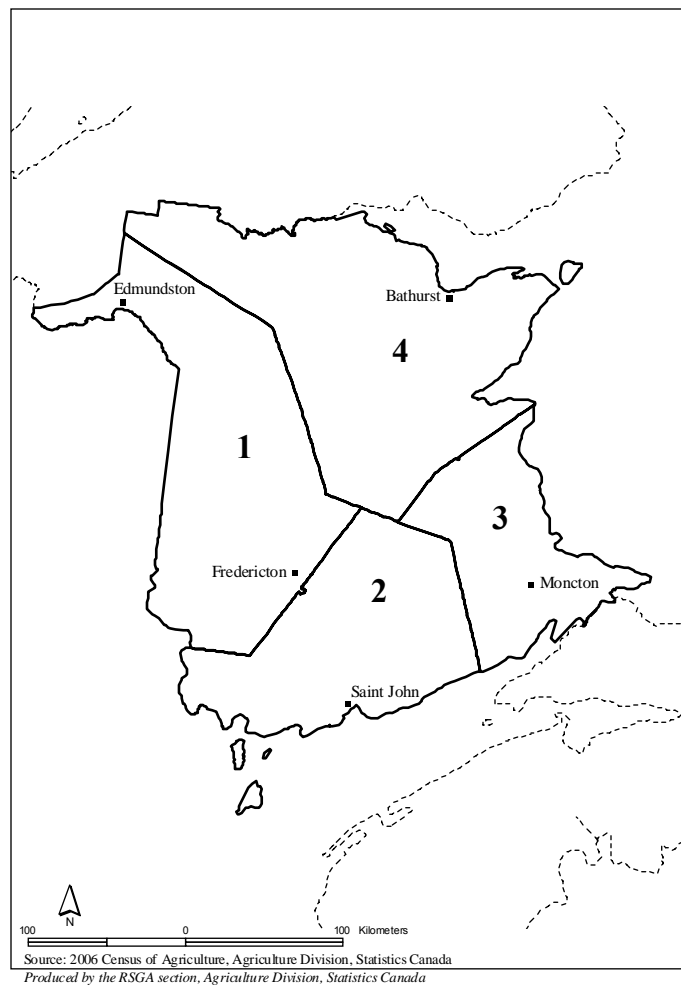 Edmundston
Bathurst
4
1
3
Fredericton
Moncton
2
Saint John
N
100 0 100 Kilometers
Source: 2006 Census of Agriculture, Agriculture Division, Statistics Canada
Produced by the RSGA section, Agriculture Division, Statistics Canada